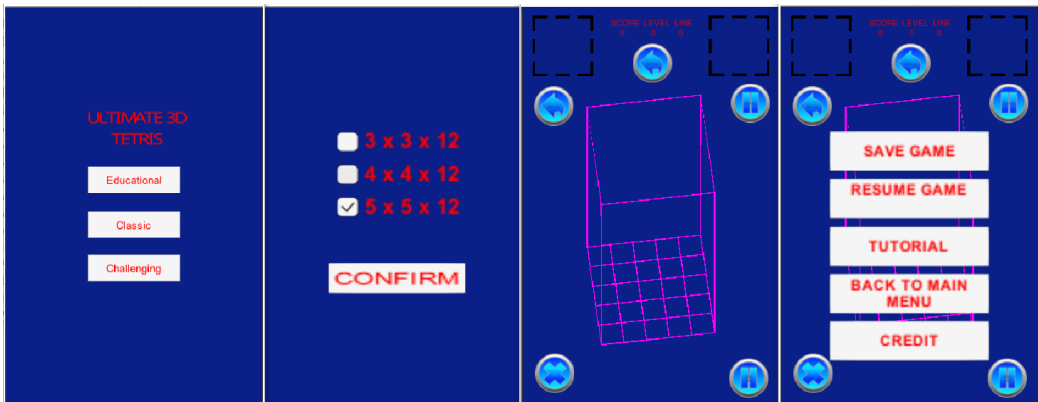 ULTIMATE 3D
TETRIS
Educational
Classic
Challenging
3 x 3 x 12
4 x 4 x 12
5 x 5 x 12
CONFIRM
SCORE LEVEL LINE
0 0 0
SCORE LEVEL LINE
0 0 0
SAVE GAME
RESUME GAME
TUTORIAL
BACK TO MAIN
MENU
CREDIT